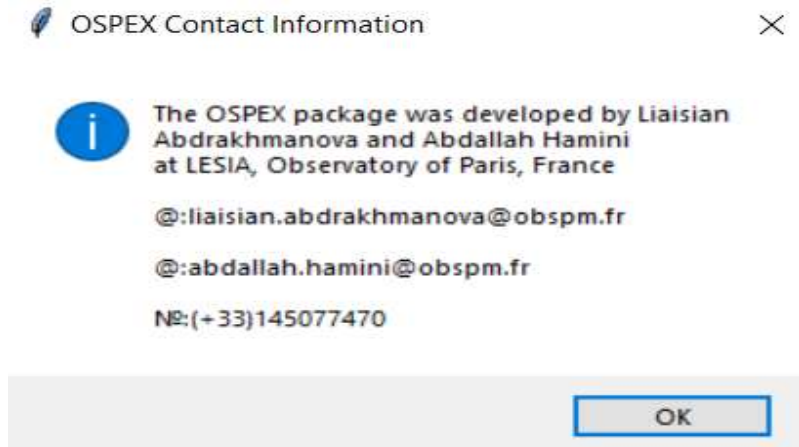 OSPEX Contact Information
The OSPEX package was developed by Liaisian
Abdrakhmanova and Abdallah Hamini
at LESIA, Observatory of Paris, France
@:liaisian.abdrakhmanova@obspm.fr
@:abdallah.hamini@obspm.fr
№:(+33)145077470
OK